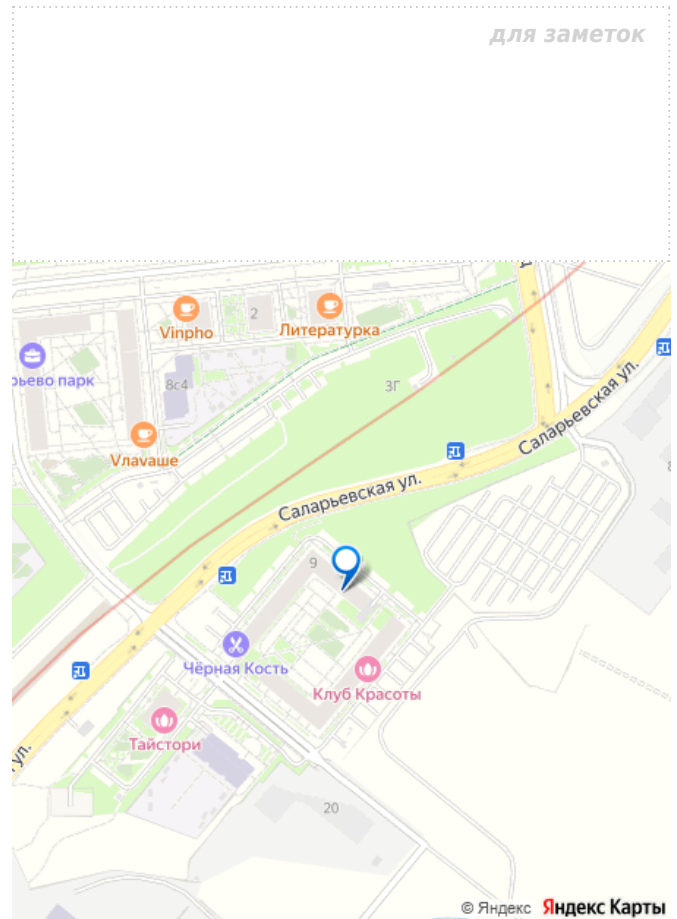 для заметок
2
Vinpho
Литературка
рьево парк
8с4
3Г
Vлаvаше
Саларьевская ул.
Саларьевская ул.
9
Чёрная Кость
Клуб Красоты
Тайстори
ул.
20
© Яндекс Яндекс Карты